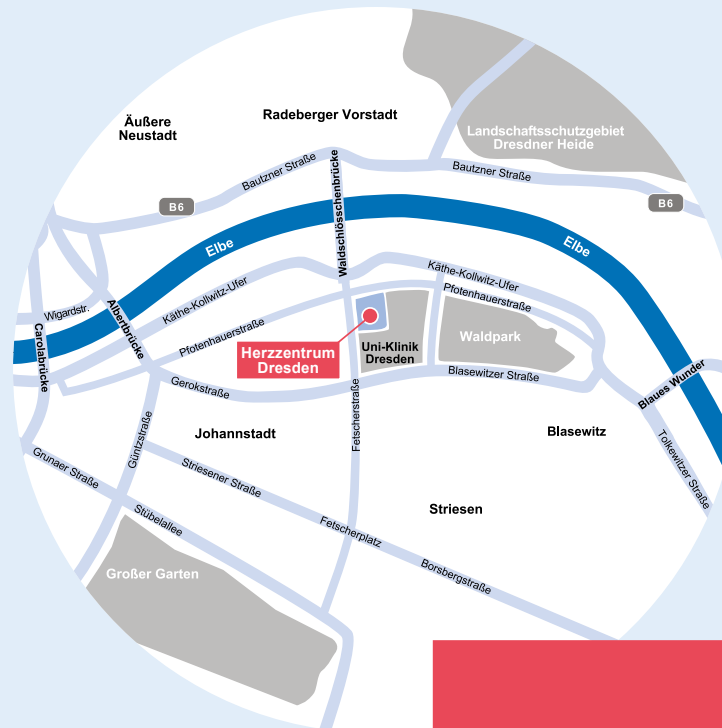 Radeberger Vorstadt
Äußere
Neustadt
Landschaftsschutzgebiet
Dresdner Heide
Bautzner Straße
Bautzner Straße
B6
B6
Waldschlösschenbrücke
Elbe
Elbe
Käthe-Kollwitz-Ufer
Käthe-Kollwitz-Ufer
Pfotenhauerstraße
Pfotenhauerstraße
Wigardstr.
Albertbrücke
Carolabrücke
Waldpark
Uni-Klinik
Dresden
Herzzentrum
Dresden
Gerokstraße
Blasewitzer Straße
Blaues Wunder
Fetscherstraße
Güntzstraße
Johannstadt
Blasewitz
Tolkewitzer Straße
Grunaer Straße
Striesener Straße
Stübelallee
Striesen
Fetscherplatz
Borsbergstraße
Großer Garten